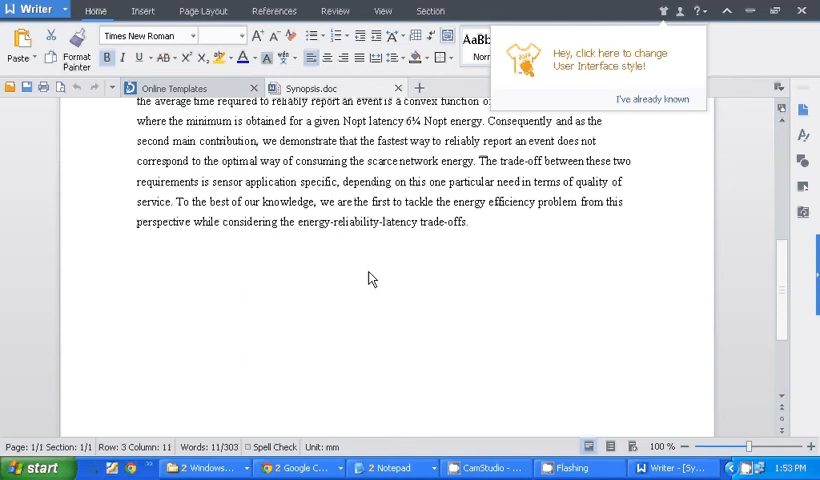 Writer
Home
Insert
Page Layout
References
Review
View
Section
Times New Roman
Paste
Format
Painter
B
I
U
AaBb
Norr
Hey, click here to change
User Interface style!
I've already known
Online Templates
Synopsis.doc
the average time required to reliably report an event is a convex function o
where the minimum is obtained for a given Nopt latency 6¼ Nopt energy. Consequently and as the
second main contribution, we demonstrate that the fastest way to reliably report an event does not
correspond to the optimal way of consuming the scarce network energy. The trade-off between these two
requirements is sensor application specific, depending on this one particular need in terms of quality of
service. To the best of our knowledge, we are the first to tackle the energy efficiency problem from this
perspective while considering the energy-reliability-latency trade-offs.
Page: 1/1 Section: 1/1 Row: 3 Column: 11 Words: 11/303 Spell Check Unit: mm
100 %
start
2 Windows...
2 Google C...
2 Notepad
CamStudio - ...
Flashing
Writer - [Sy...
1:53 PM